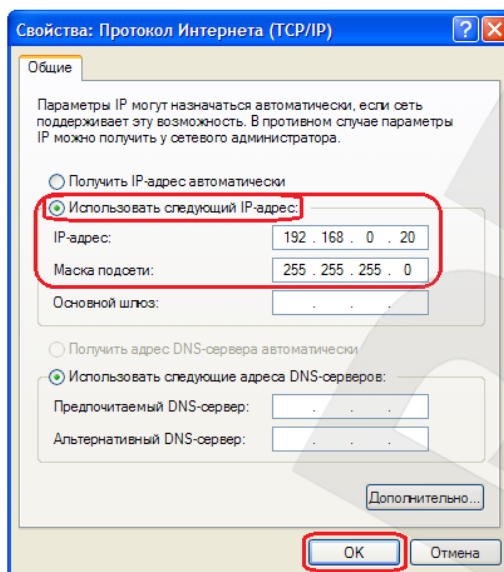 Свойства: Протокол Интернета (TCP/IP)
Общие
Параметры IP могут назначаться автоматически, если сеть
поддерживает эту возможность. В противном случае параметры
IP можно получить у сетевого администратора.
Получить IP-адрес автоматически
Использовать следующий IP-адрес:
IP-адрес: 192 . 168 . 0 . 20
Маска подсети: 255 . 255 . 255 . 0
Основной шлюз: . . .
Получить адрес DNS-сервера автоматически
Использовать следующие адреса DNS-серверов:
Предпочитаемый DNS-сервер: . . .
Альтернативный DNS-сервер: . . .
Дополнительно...
OK Отмена